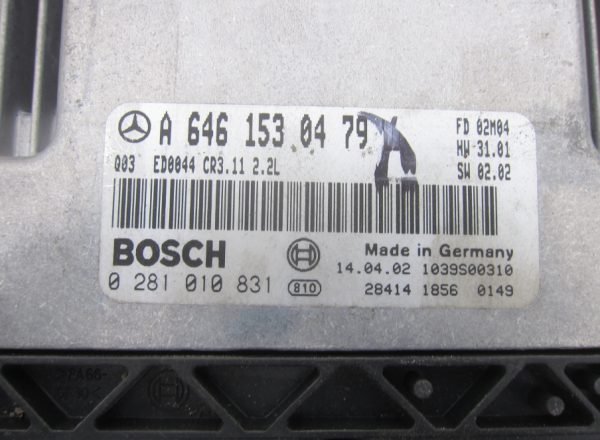 A 646 153 04 79
FD 02M04
HW 31.01
SW 02.02
Q03 ED0044 CR3.11 2.2L
BOSCH
Made in Germany
0 281 010 831
810
14.04.02 1039S00310
28414 1856 0149